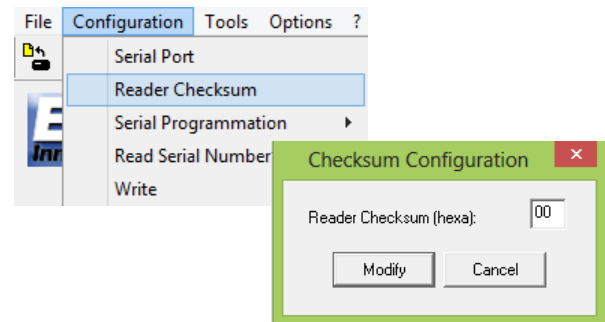 File Configuration Tools Options ?
Serial Port
Reader Checksum
Serial Programmation
Read Serial Number
Write
Checksum Configuration
Reader Checksum (hexa): 00
Modify Cancel